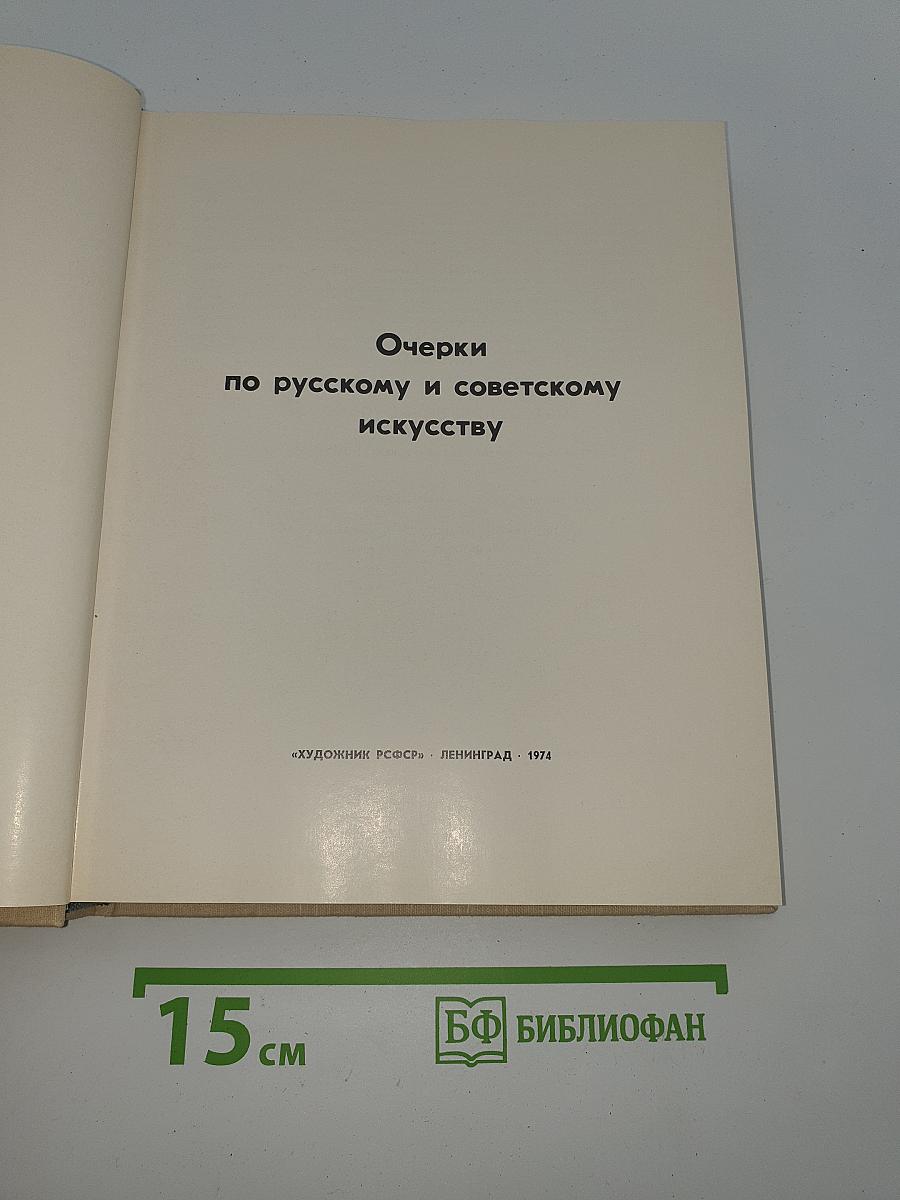 Очерки
по русскому и советскому
искусству
«ХУДОЖНИК РСФСР» · ЛЕНИНГРАД · 1974
15 см
БФ БИБЛИОФАН